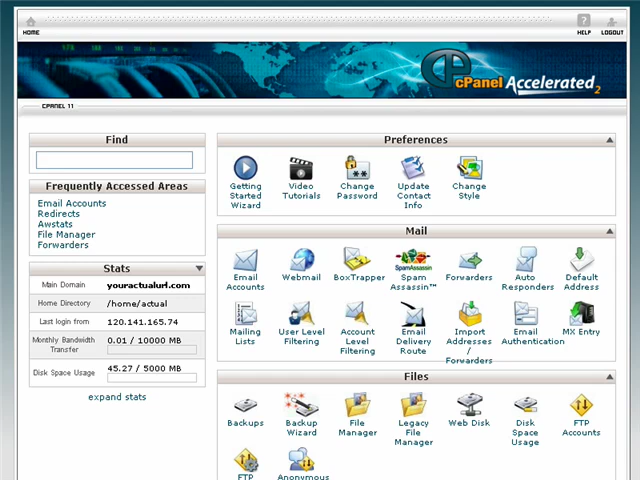 HOME
HELP
LOGOUT
cPanel Accelerated2
CPANEL 11
Find
Frequently Accessed Areas
Email Accounts
Redirects
Awstats
File Manager
Forwarders
Stats
Main Domain youractualurl.com
Home Directory /home/actual
Last login from 120.141.165.74
Monthly Bandwidth
Transfer
0.01 / 10000 MB
Disk Space Usage 45.27 / 5000 MB
expand stats
Preferences
Getting
Started
Wizard
Video
Tutorials
Change
Password
Update
Contact
Info
Change
Style
Mail
Email
Accounts
Webmail
BoxTrapper
SpamAssassin
Spam
Assassin™
Forwarders
Auto
Responders
Default
Address
Mailing
Lists
User Level
Filtering
Account
Level
Filtering
Email
Delivery
Route
Import
Addresses
/
Forwarders
Email
Authentication
MX Entry
Files
Backups
Backup
Wizard
File
Manager
Legacy
File
Manager
Web Disk
Disk
Space
Usage
FTP
Accounts
FTP
Anonymous